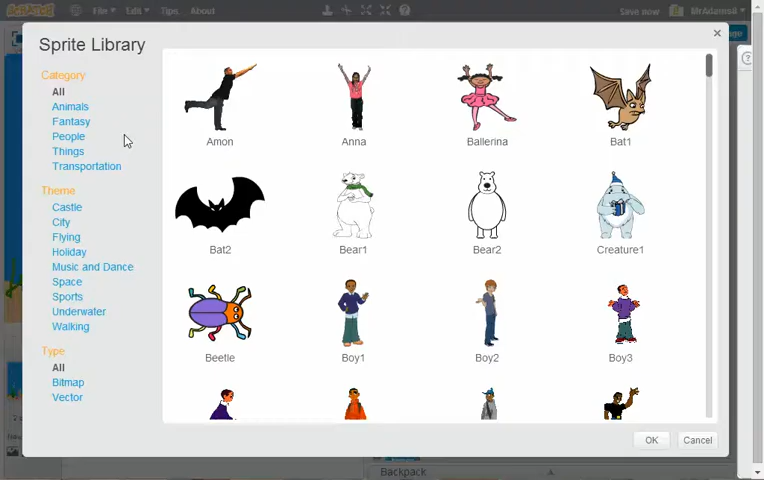 SCRATCH File Edit Tips About Save now MrAdams8
Sprite Library
Category
All
Animals
Fantasy
People
Things
Transportation
Theme
Castle
City
Flying
Holiday
Music and Dance
Space
Sports
Underwater
Walking
Type
All
Bitmap
Vector
Amon Anna Ballerina Bat1
Bat2 Bear1 Bear2 Creature1
Beetle Boy1 Boy2 Boy3
OK Cancel
Backpack